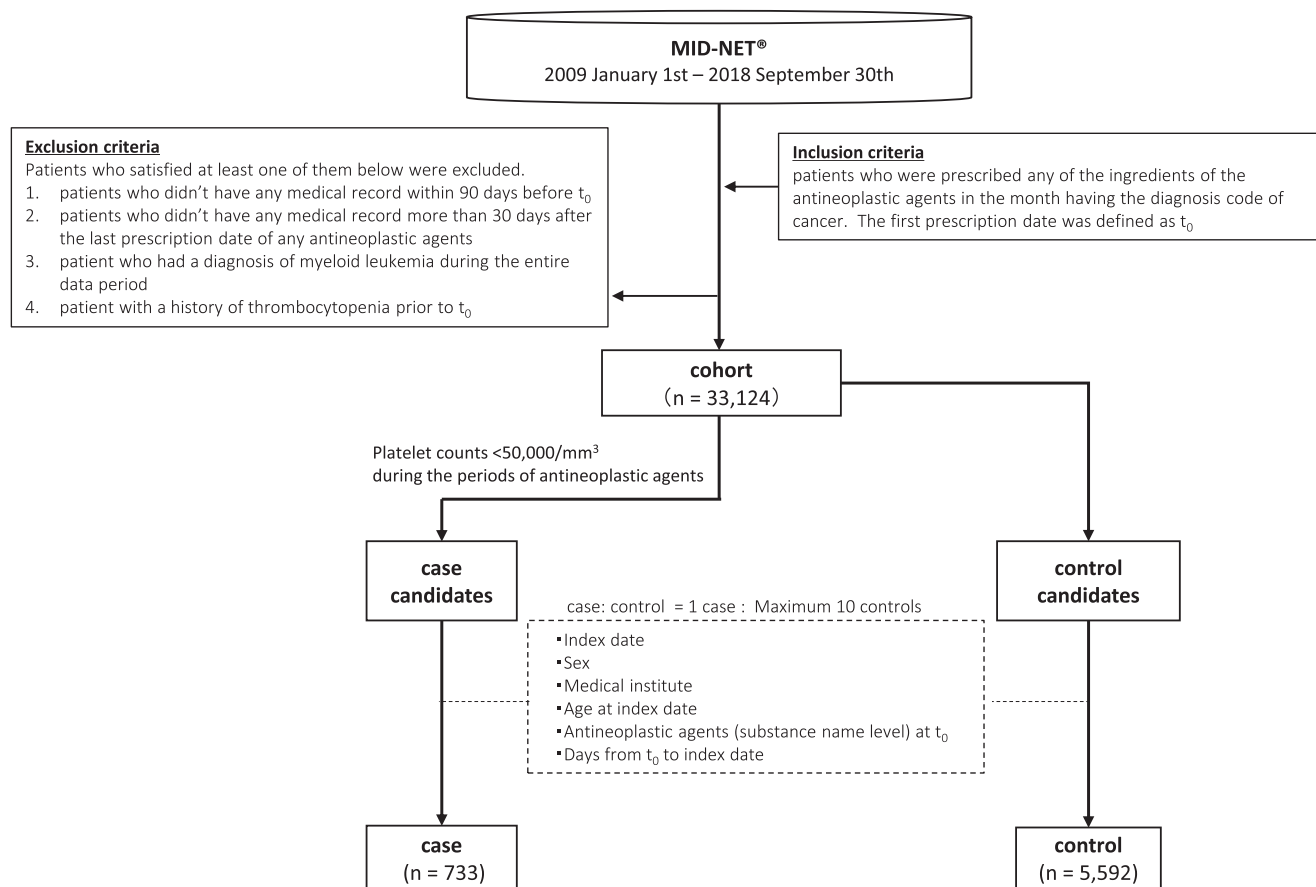 MID-NET®
2009 January 1st – 2018 September 30th
Exclusion criteria
Patients who satisfied at least one of them below were excluded.
1. patients who didn't have any medical record within 90 days before t₀
2. patients who didn't have any medical record more than 30 days after
the last prescription date of any antineoplastic agents
3. patient who had a diagnosis of myeloid leukemia during the entire
data period
4. patient with a history of thrombocytopenia prior to t₀
Inclusion criteria
patients who were prescribed any of the ingredients of the
antineoplastic agents in the month having the diagnosis code of
cancer. The first prescription date was defined as t₀
cohort
(n = 33,124)
Platelet counts <50,000/mm³
during the periods of antineoplastic agents
case
candidates
control
candidates
case: control = 1 case : Maximum 10 controls
▪Index date
▪Sex
▪Medical institute
▪Age at index date
▪Antineoplastic agents (substance name level) at t₀
▪Days from t₀ to index date
case
(n = 733)
control
(n = 5,592)